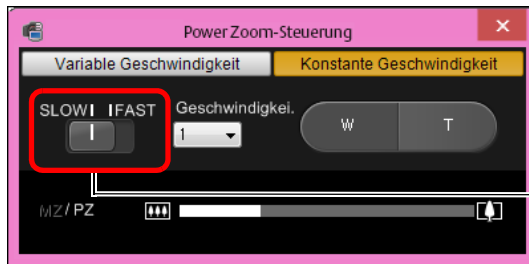 Power Zoom-Steuerung
Variable Geschwindigkeit Konstante Geschwindigkeit
SLOW FAST Geschwindigkei.
1 W T
MZ/PZ